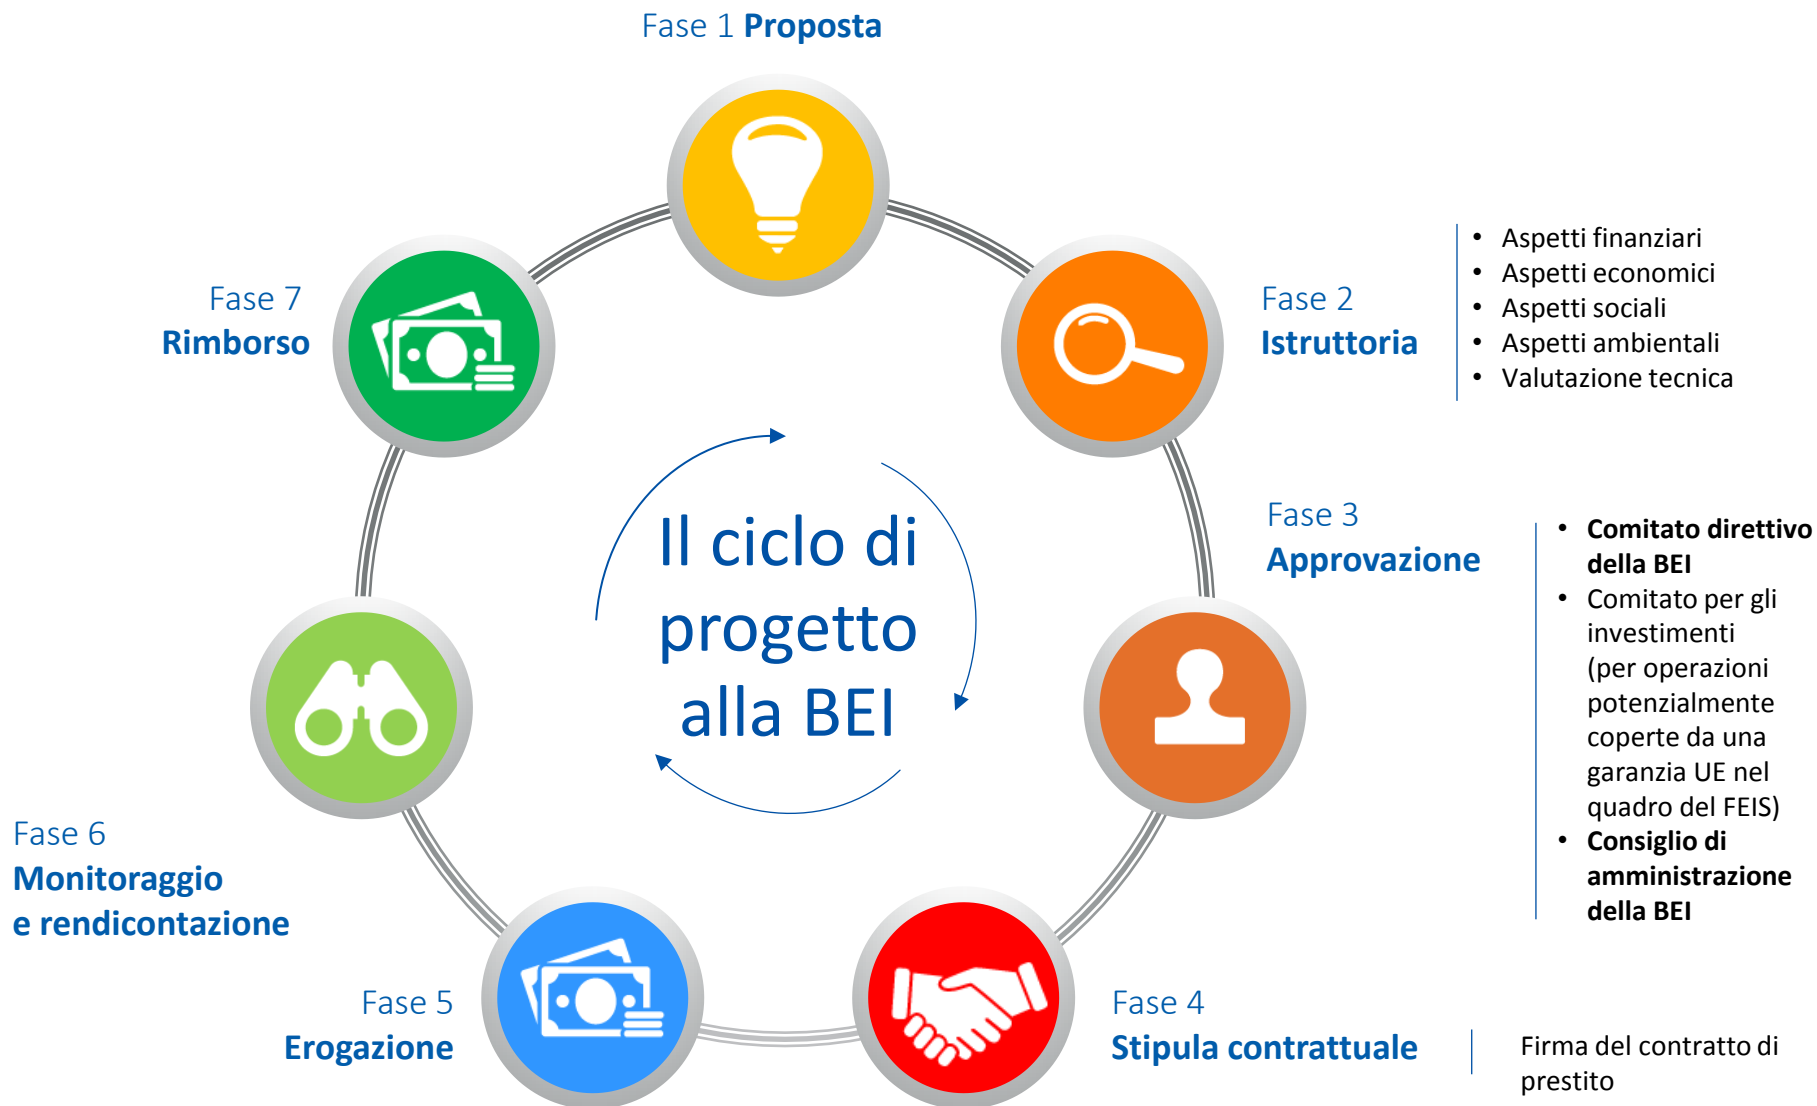 Fase 1 Proposta
Fase 2
Istruttoria
• Aspetti finanziari
• Aspetti economici
• Aspetti sociali
• Aspetti ambientali
• Valutazione tecnica
Fase 3
Approvazione
• Comitato direttivo
della BEI
• Comitato per gli
investimenti
(per operazioni
potenzialmente
coperte da una
garanzia UE nel
quadro del FEIS)
• Consiglio di
amministrazione
della BEI
Fase 4
Stipula contrattuale
Firma del contratto di
prestito
Fase 5
Erogazione
Fase 6
Monitoraggio
e rendicontazione
Fase 7
Rimborso
Il ciclo di
progetto
alla BEI